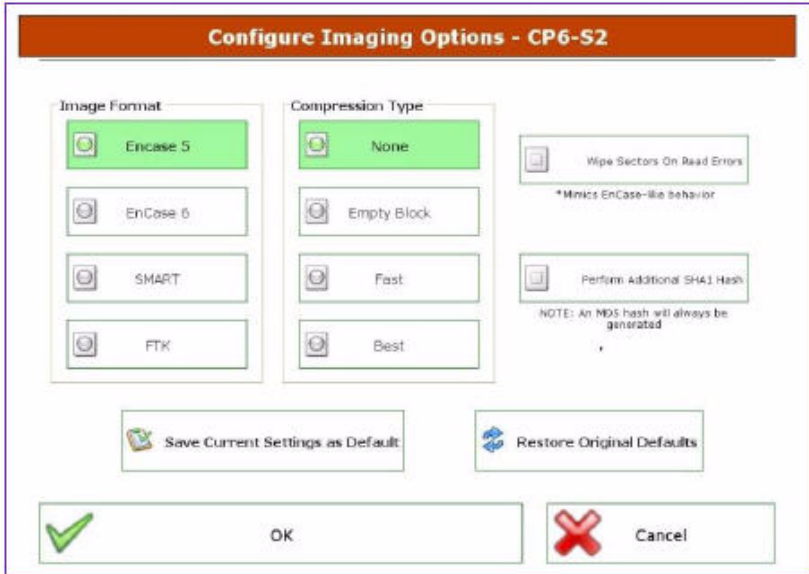 Configure Imaging Options - CP6-S2
Image Format
Encase 5
EnCase 6
SMART
FTK
Compression Type
None
Empty Block
Fast
Best
Wipe Sectors On Read Errors
*Mimics EnCase-like behavior
Perform Additional SHA1 Hash
NOTE: An MD5 hash will always be
generated
Save Current Settings as Default
Restore Original Defaults
OK
Cancel